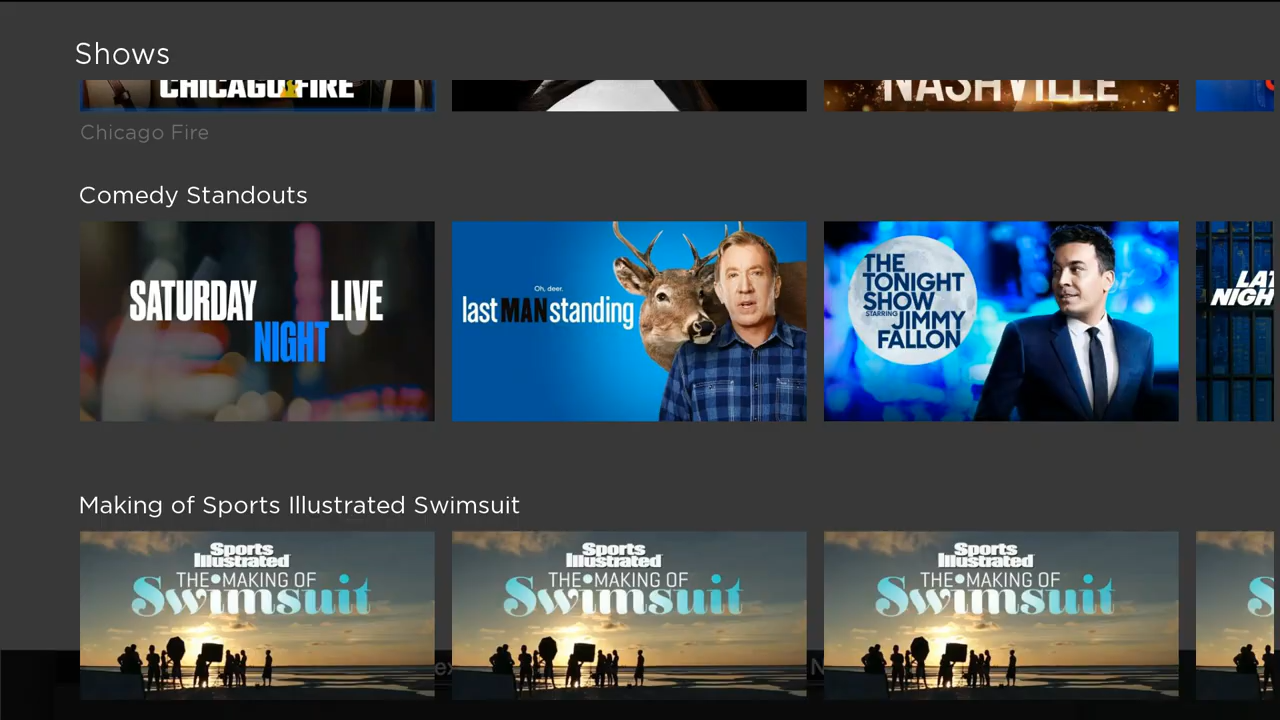 Shows
CHICAGO FIRE
NASHVILLE
Chicago Fire
Comedy Standouts
SATURDAY
NIGHT
LIVE
Oh, deer.
last MAN standing
THE
TONIGHT
SHOW
STARRING
JIMMY
FALLON
LAT
NIGH
Making of Sports Illustrated Swimsuit
Sports
Illustrated
THE MAKING OF
Swimsuit
Sports
Illustrated
THE MAKING OF
Swimsuit
Sports
Illustrated
THE MAKING OF
Swimsuit
S